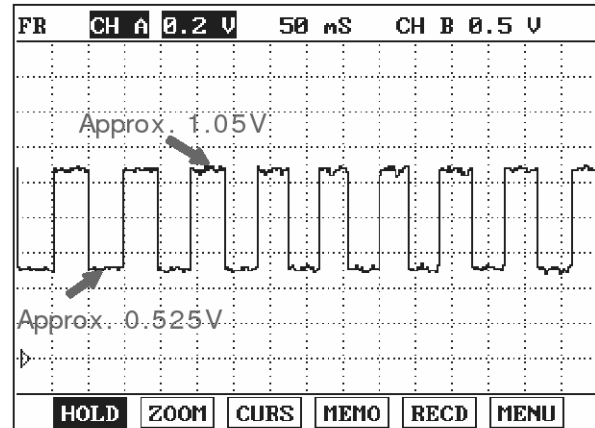 FR CH A 0.2 V 50 mS CH B 0.5 V
Approx. 1.05V
Approx. 0.525V
HOLD ZOOM CURS MEMO RECD MENU